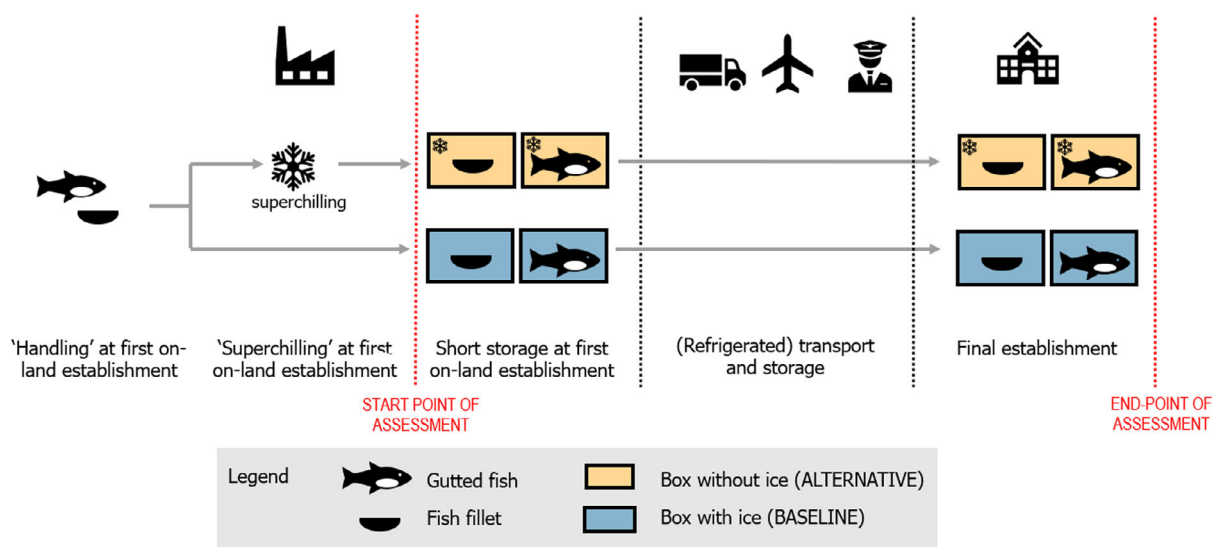 superchilling
'Handling' at first on-
land establishment
'Superchilling' at first
on-land establishment
Short storage at first
on-land establishment
(Refrigerated) transport
and storage
Final establishment
START POINT OF
ASSESSMENT
END-POINT OF
ASSESSMENT
Legend
Gutted fish
Box without ice (ALTERNATIVE)
Fish fillet
Box with ice (BASELINE)